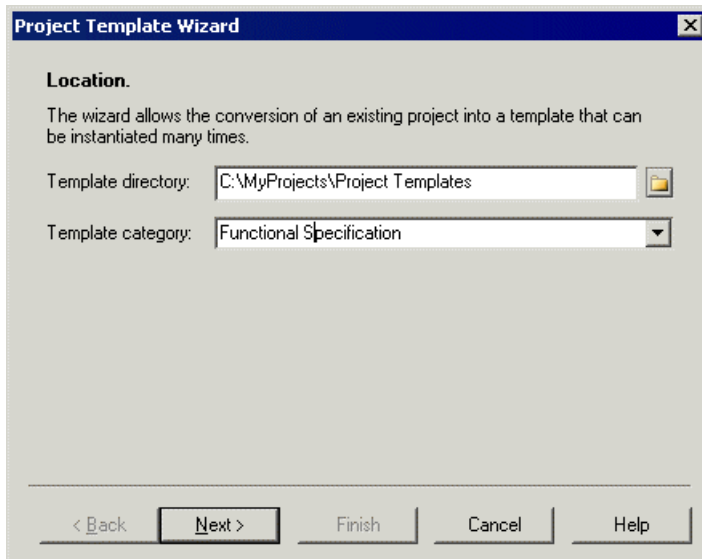 Project Template Wizard
Location.
The wizard allows the conversion of an existing project into a template that can
be instantiated many times.
Template directory: C:\MyProjects\Project Templates
Template category: Functional Specification
< Back Next > Finish Cancel Help